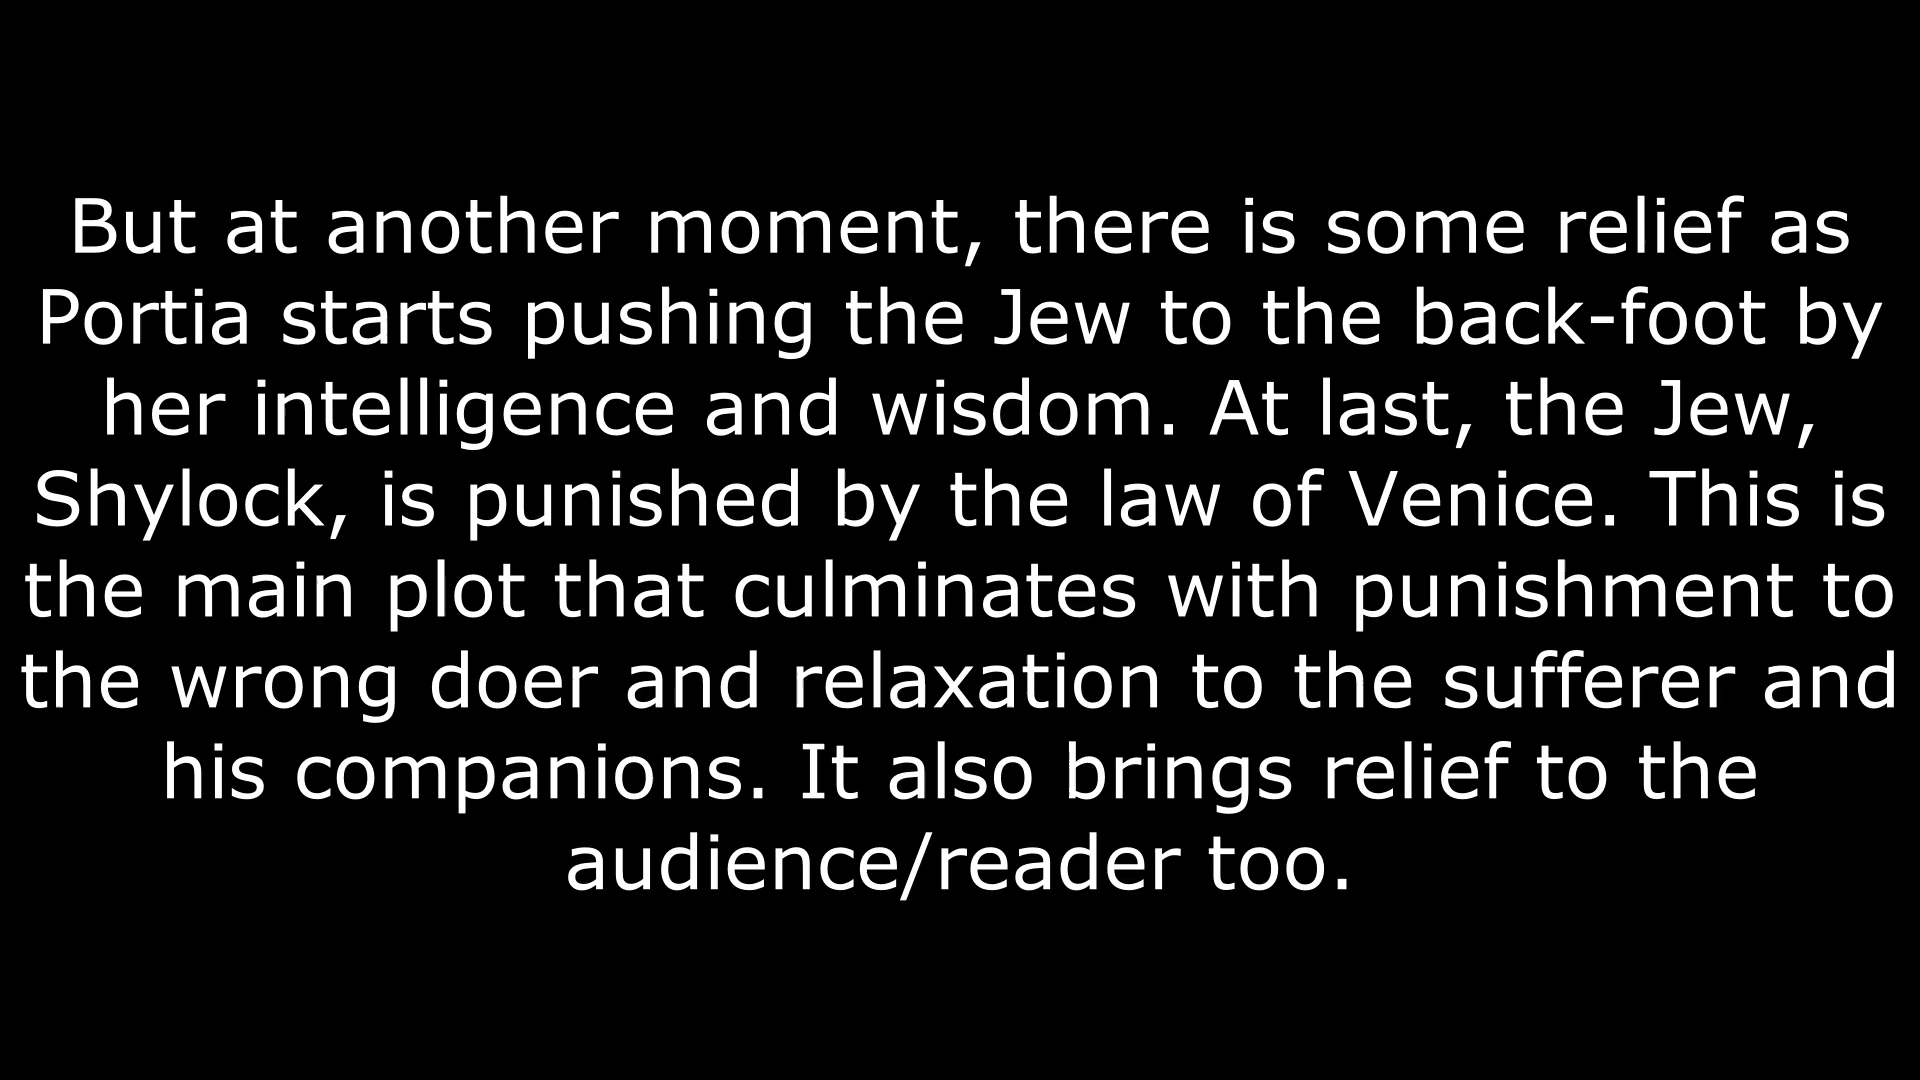 But at another moment, there is some relief as
Portia starts pushing the Jew to the back-foot by
her intelligence and wisdom. At last, the Jew,
Shylock, is punished by the law of Venice. This is
the main plot that culminates with punishment to
the wrong doer and relaxation to the sufferer and
his companions. It also brings relief to the
audience/reader too.